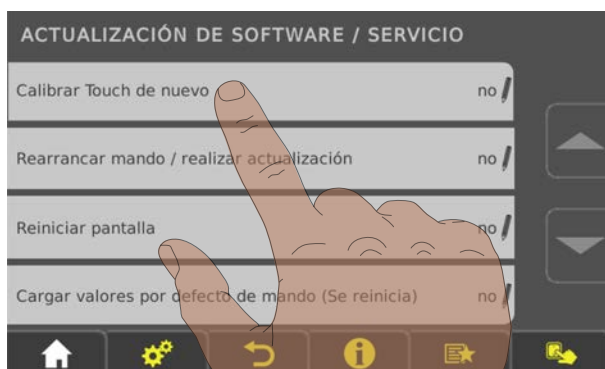 ACTUALIZACIÓN DE SOFTWARE / SERVICIO
Calibrar Touch de nuevo no
Rearrancar mando / realizar actualización no
Reiniciar pantalla no
Cargar valores por defecto de mando (Se reinicia) no